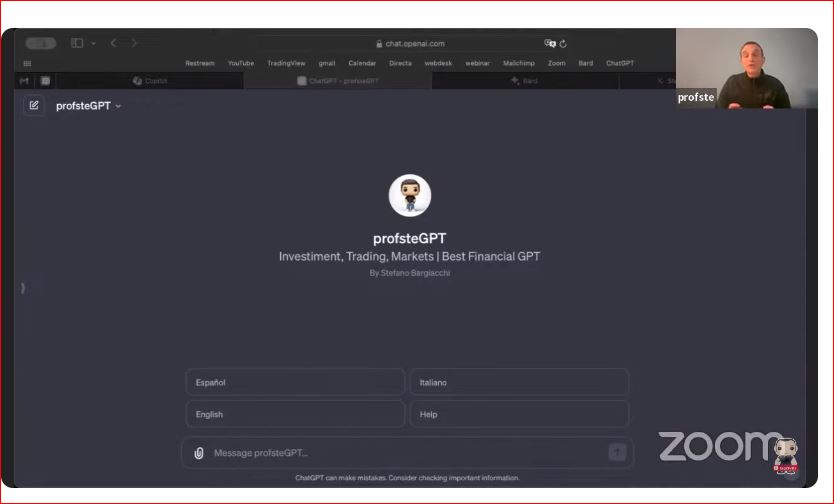 chat.openai.com
Restream YouTube TradingView gmail Calendar Directa webdesk webinar Mailchimp Zoom Bard ChatGPT
Copilot ChatGPT - profsteGPT Bard
profste
profsteGPT
profsteGPT
Investiment, Trading, Markets | Best Financial GPT
By Stefano Bargiacchi
Español Italiano
English Help
Message profsteGPT...
zoom
ChatGPT can make mistakes. Consider checking important information.